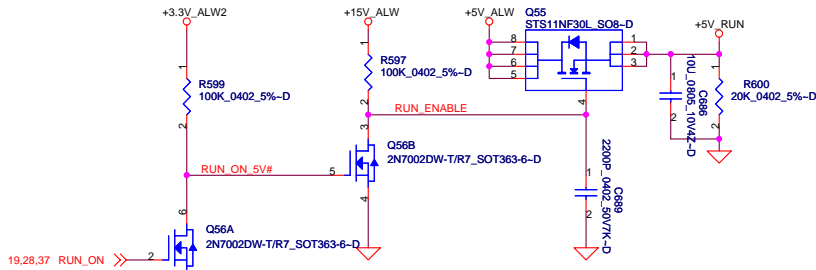 +3.3V_ALW2
+15V_ALW
+5V_ALW
Q55
STS11NF30L_SO8~D
+5V_RUN
8
7
6
5
1
2
3
4
1
R599
100K_0402_5%~D
2
1
R597
100K_0402_5%~D
2
RUN_ENABLE
1
C686
10U_0805_10V4Z~D
2
1
R600
20K_0402_5%~D
2
RUN_ON_5V#
5
3
Q56B
2N7002DW-T/R7_SOT363-6~D
4
1
C689
2200P_0402_50V7K~D
2
6
Q56A
2N7002DW-T/R7_SOT363-6~D
19,28,37 RUN_ON
2